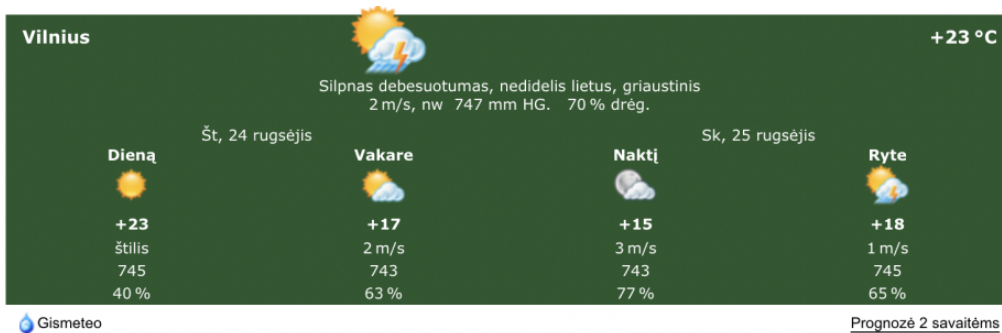 Vilnius +23 °C
Silpnas debesuotumas, nedidelis lietus, griaustinis
2 m/s, nw 747 mm HG. 70 % drėg.
Št, 24 rugsėjis Sk, 25 rugsėjis
Dieną Vakare Naktį Ryte
+23 +17 +15 +18
štilis 2 m/s 3 m/s 1 m/s
745 743 743 745
40 % 63 % 77 % 65 %
Gismeteo Prognozė 2 savaitėms